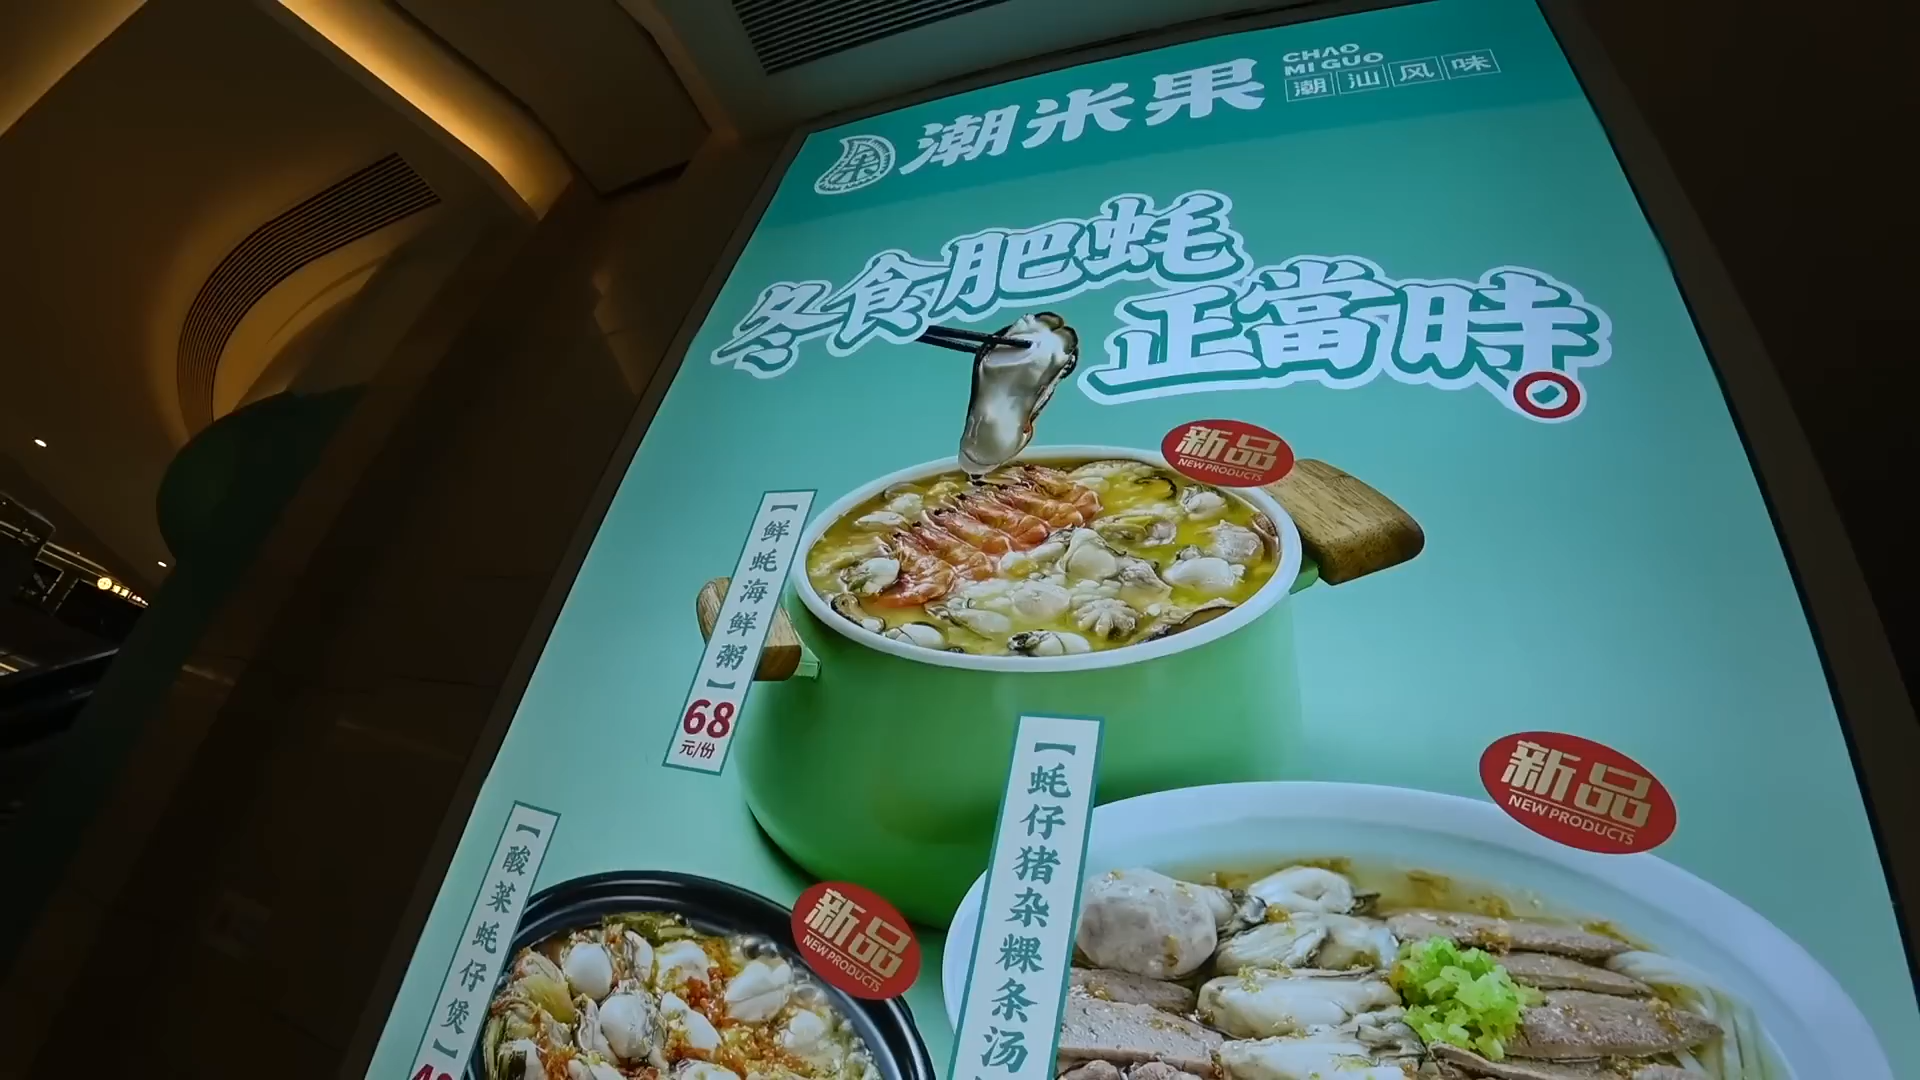 潮米果
CHAO
MI GUO
潮汕风味
冬食肥蚝
正當時
新品
NEW PRODUCTS
【鲜蚝海鲜粥】
68
元/份
新品
NEW PRODUCTS
【蚝仔猪杂粿条汤
【酸菜蚝仔煲】
新品
NEW PRODUCTS